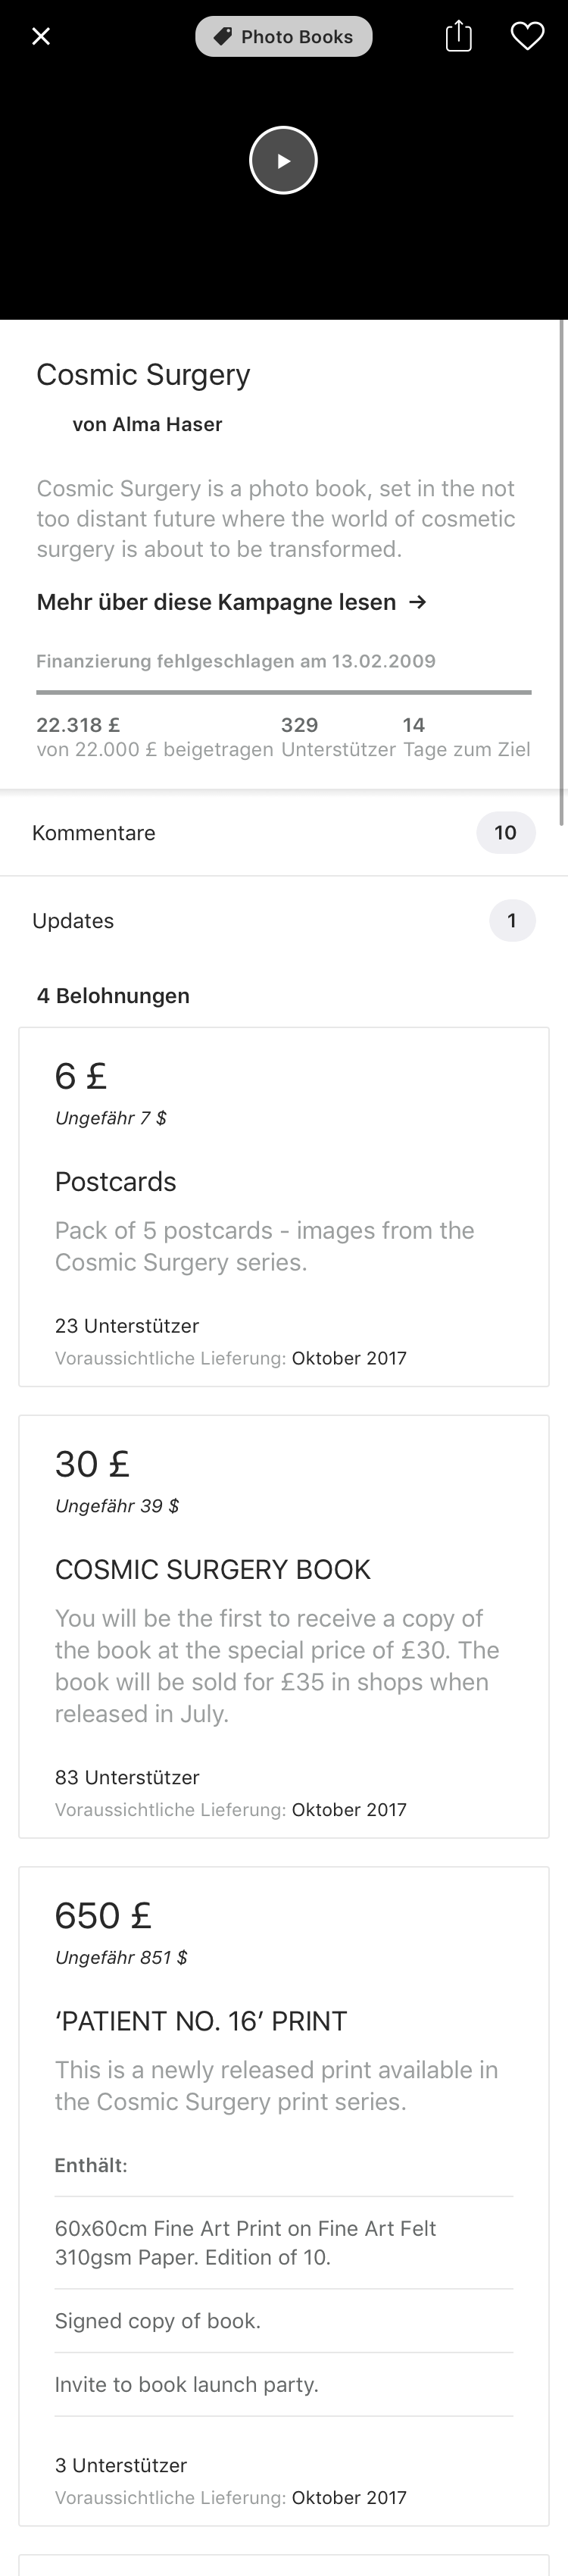 Photo Books
Cosmic Surgery
von Alma Haser
Cosmic Surgery is a photo book, set in the not
too distant future where the world of cosmetic
surgery is about to be transformed.
Mehr über diese Kampagne lesen →
Finanzierung fehlgeschlagen am 13.02.2009
22.318 £ 329 14
von 22.000 £ beigetragen Unterstützer Tage zum Ziel
Kommentare 10
Updates 1
4 Belohnungen
6 £
Ungefähr 7 $
Postcards
Pack of 5 postcards - images from the
Cosmic Surgery series.
23 Unterstützer
Voraussichtliche Lieferung: Oktober 2017
30 £
Ungefähr 39 $
COSMIC SURGERY BOOK
You will be the first to receive a copy of
the book at the special price of £30. The
book will be sold for £35 in shops when
released in July.
83 Unterstützer
Voraussichtliche Lieferung: Oktober 2017
650 £
Ungefähr 851 $
‘PATIENT NO. 16’ PRINT
This is a newly released print available in
the Cosmic Surgery print series.
Enthält:
60x60cm Fine Art Print on Fine Art Felt
310gsm Paper. Edition of 10.
Signed copy of book.
Invite to book launch party.
3 Unterstützer
Voraussichtliche Lieferung: Oktober 2017